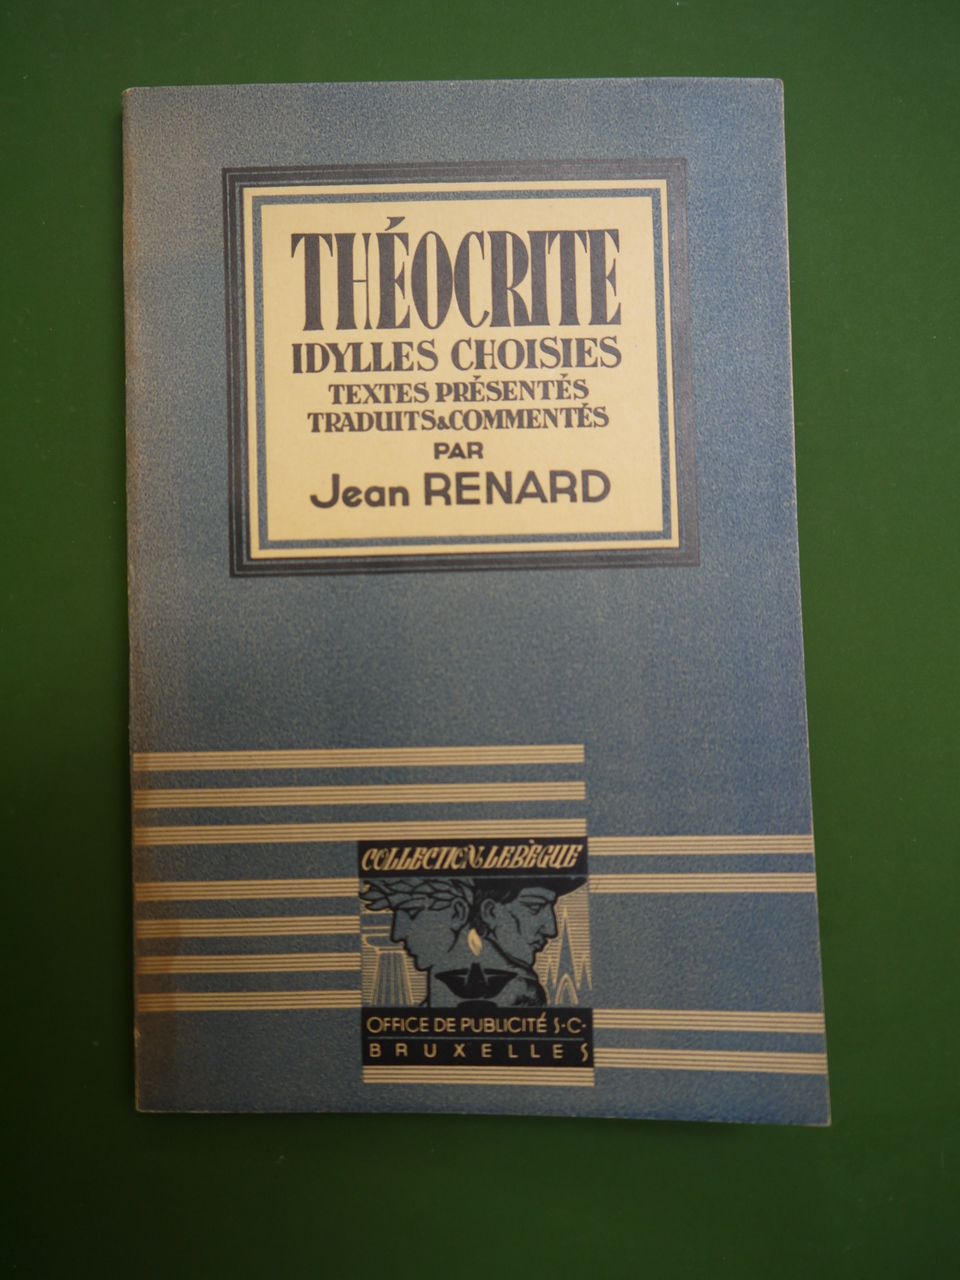 THÉOCRITE
IDYLLES CHOISIES
TEXTES PRÉSENTÉS
TRADUITS & COMMENTÉS
PAR
Jean RENARD
COLLECTION LEBÈGUE
OFFICE DE PUBLICITÉ S.C.
BRUXELLES